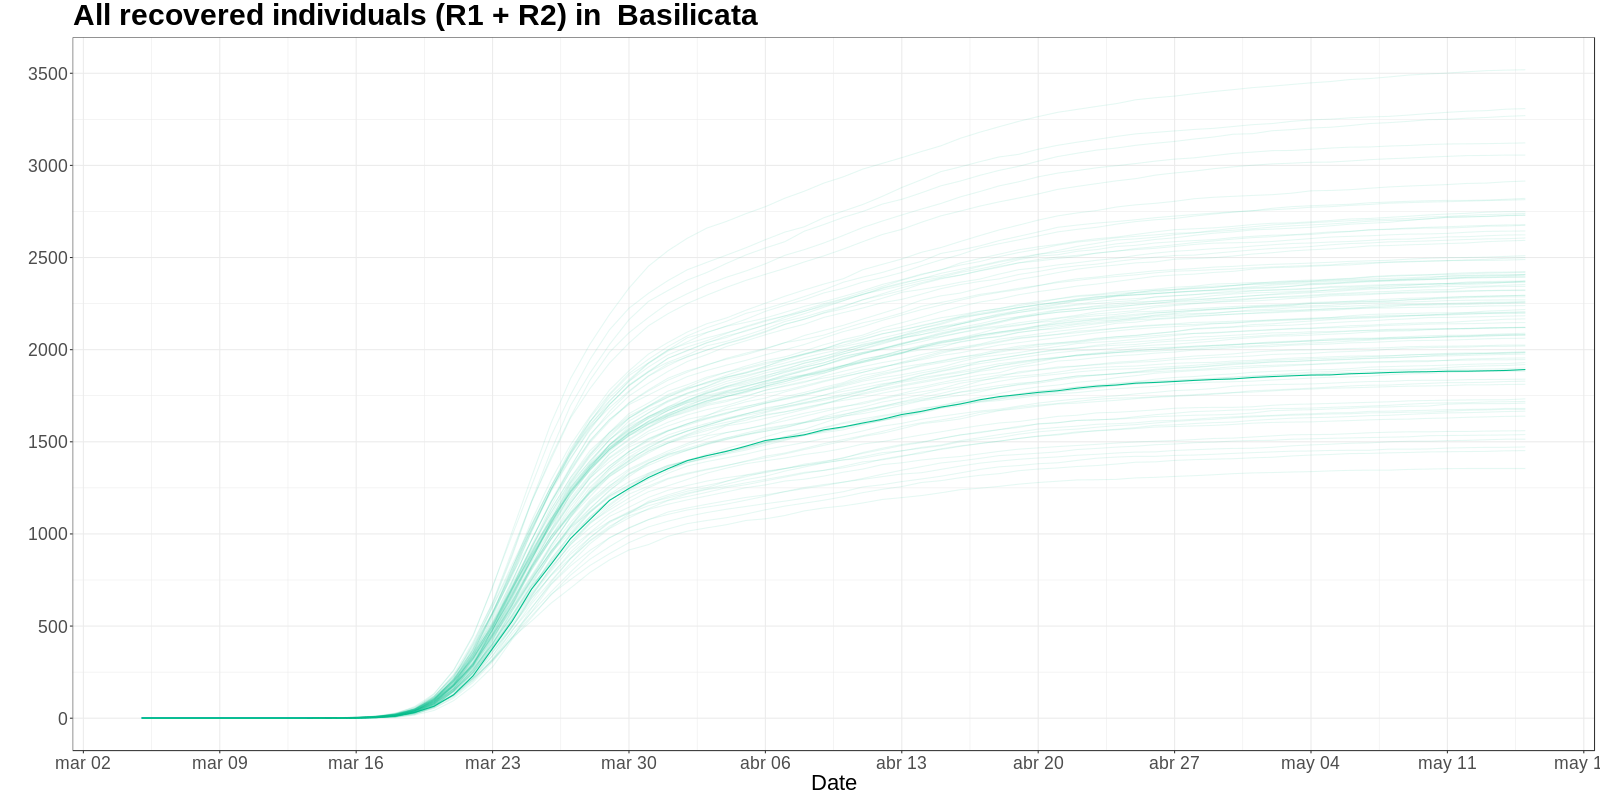 All recovered individuals (R1 + R2) in  Basilicata
3500
3000
2500
2000
1500
1000
500
0
mar 02 mar 09 mar 16 mar 23 mar 30 abr 06 abr 13 abr 20 abr 27 may 04 may 11 may 1
Date